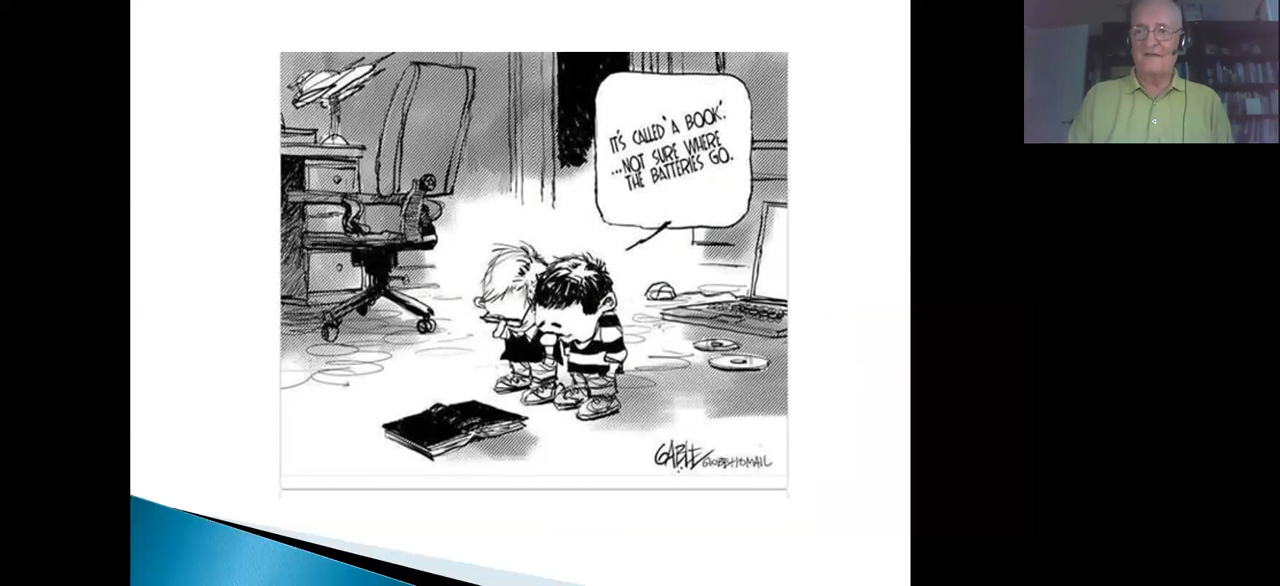 IT'S CALLED 'A BOOK'.
...NOT SURE WHERE
THE BATTERIES GO.
GABLE
GLOBE & MAIL